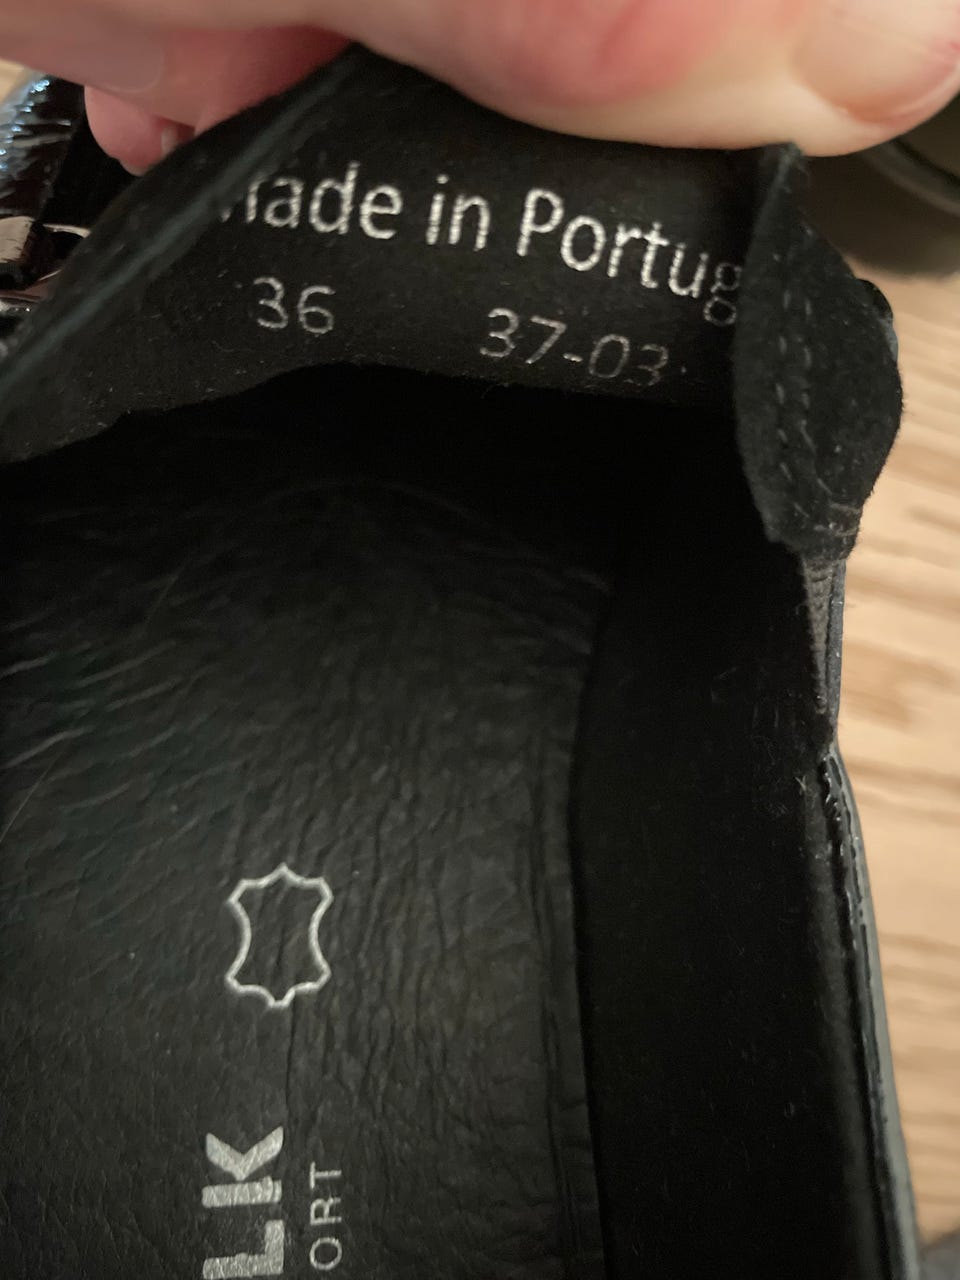 made in Portug
36 37-03
LK
ORT